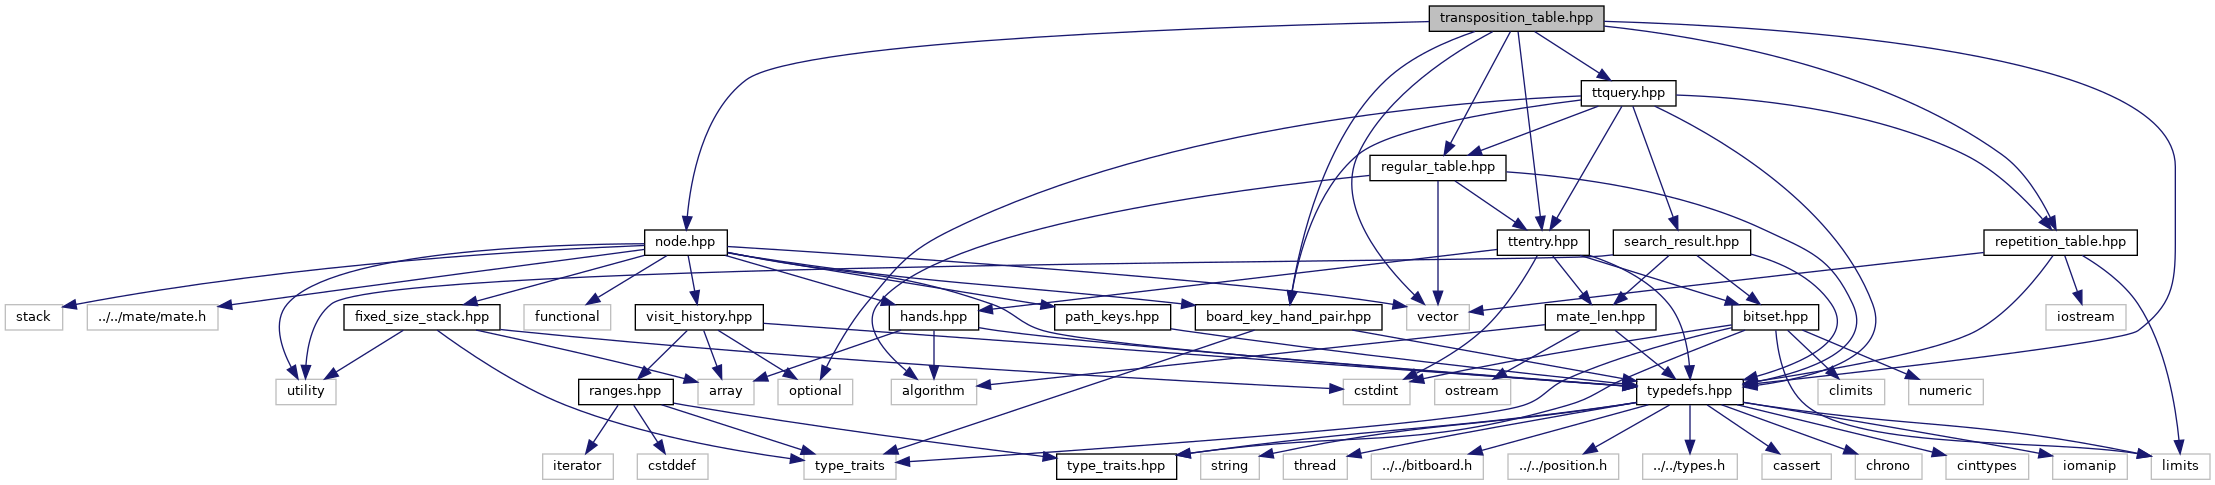 transposition_table.hpp
ttquery.hpp
regular_table.hpp
node.hpp
ttentry.hpp
search_result.hpp
repetition_table.hpp
stack
../../mate/mate.h
fixed_size_stack.hpp
functional
visit_history.hpp
hands.hpp
path_keys.hpp
board_key_hand_pair.hpp
vector
mate_len.hpp
bitset.hpp
iostream
utility
ranges.hpp
array
optional
algorithm
cstdint
ostream
typedefs.hpp
climits
numeric
iterator
cstddef
type_traits
type_traits.hpp
string
thread
../../bitboard.h
../../position.h
../../types.h
cassert
chrono
cinttypes
iomanip
limits